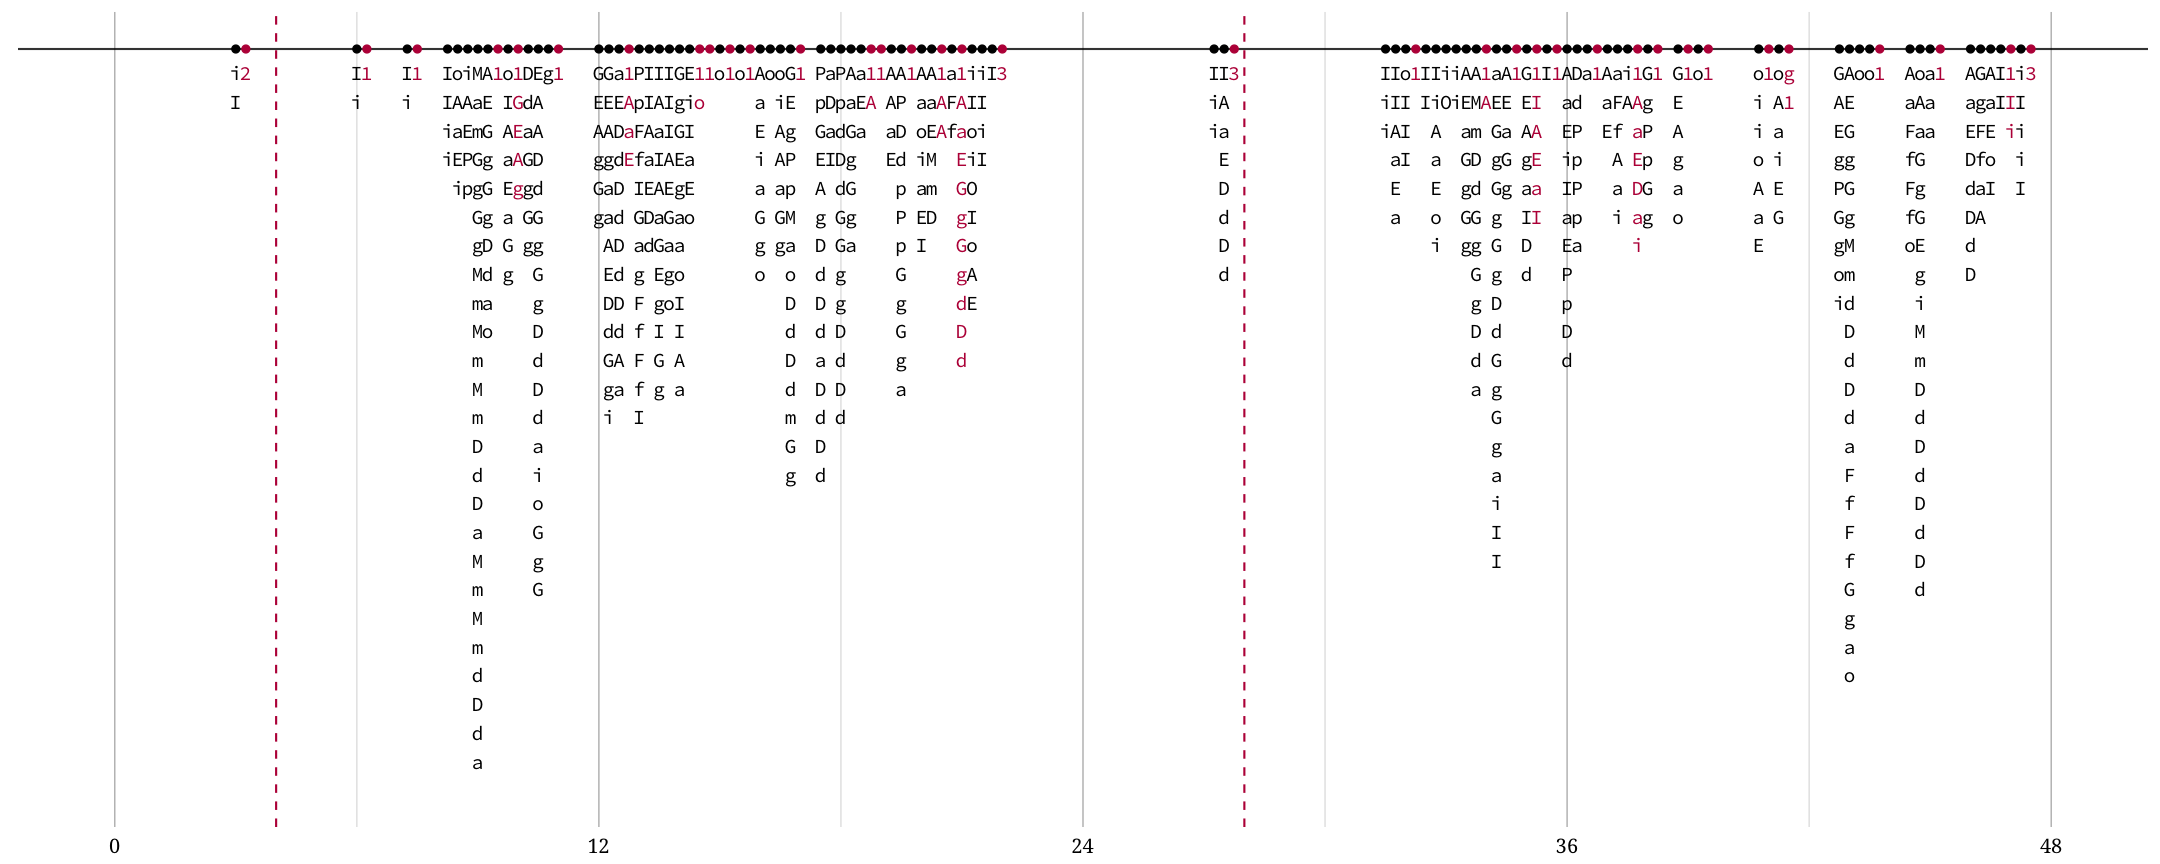 i2 I1 I1 IoiMA1o1DEg1 GGa1PIIIGE11o1o1AooG1 PaPAa11AA1AA1a1iiI3 II3 IIo1IIiiAA1aA1G1I1ADa1Aai1G1 G1o1 o1og GAoo1 Aoa1 AGAI1i3
I i i IAAaE IGdA EEEApIAIgio a iE pDpaEA AP aaAFAII iA iII IiOiEMAEE EI ad aFAAg E i A1 AE aAa agaIII
iaEmG AEaA AADaFAaIGI E Ag GadGa aD oEAfaoi ia iAI A am Ga AA EP Ef aP A i a EG Faa EFE ii
iEPGg aAGD ggdEfaIAEa i AP EIDg Ed iM EiI E aI a GD gG gE ip A Ep g o i gg fG Dfo i
ipgG Eggd GaD IEAEgE a ap A dG p am GO D E E gd Gg aa IP a DG a A E PG Fg daI I
Gg a GG gad GDaGao G GM g Gg P ED gI d a o GG g II ap i ag o a G Gg fG DA
gD G gg AD adGaa g ga D Ga p I Go D i gg G D Ea i E gM oE d
Md g G Ed g Ego o o d g G gA d G g d P om g D
ma g DD F goI D D g g dE g D p id i
Mo D dd f I I d d D G D D d D D M
m d GA F G A D a d g d d G d d m
M D ga f g a d D D a a g D D
m d i I m d d G d d
D a G D g a D
d i g d a F d
D o i f D
a G I F d
M g I f D
m G G d
M g
m a
d o
D
d
a
0 12 24 36 48